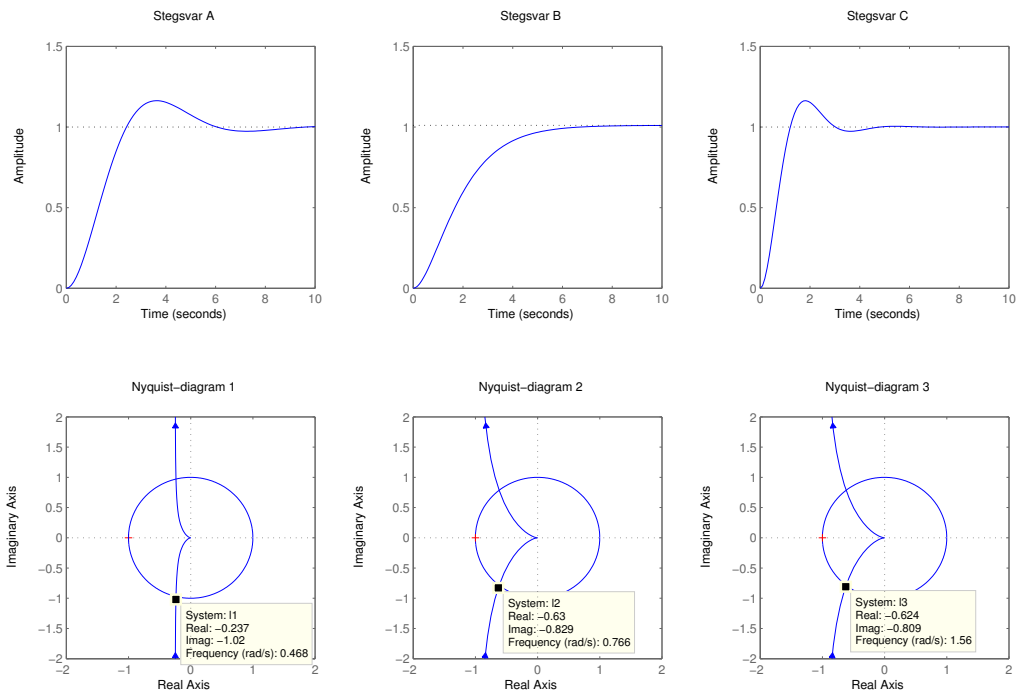 Stegsvar A
1.5
1
0.5
0
0 2 4 6 8 10
Amplitude
Time (seconds)
Stegsvar B
1.5
1
0.5
0
0 2 4 6 8 10
Amplitude
Time (seconds)
Stegsvar C
1.5
1
0.5
0
0 2 4 6 8 10
Amplitude
Time (seconds)
Nyquist−diagram 1
2
1.5
1
0.5
0
−0.5
−1
−1.5
−2
−2 −1 0 1 2
Imaginary Axis
Real Axis
System: l1
Real: −0.237
Imag: −1.02
Frequency (rad/s): 0.468
Nyquist−diagram 2
2
1.5
1
0.5
0
−0.5
−1
−1.5
−2
−2 −1 0 1 2
Imaginary Axis
Real Axis
System: l2
Real: −0.63
Imag: −0.829
Frequency (rad/s): 0.766
Nyquist−diagram 3
2
1.5
1
0.5
0
−0.5
−1
−1.5
−2
−2 −1 0 1 2
Imaginary Axis
Real Axis
System: l3
Real: −0.624
Imag: −0.809
Frequency (rad/s): 1.56